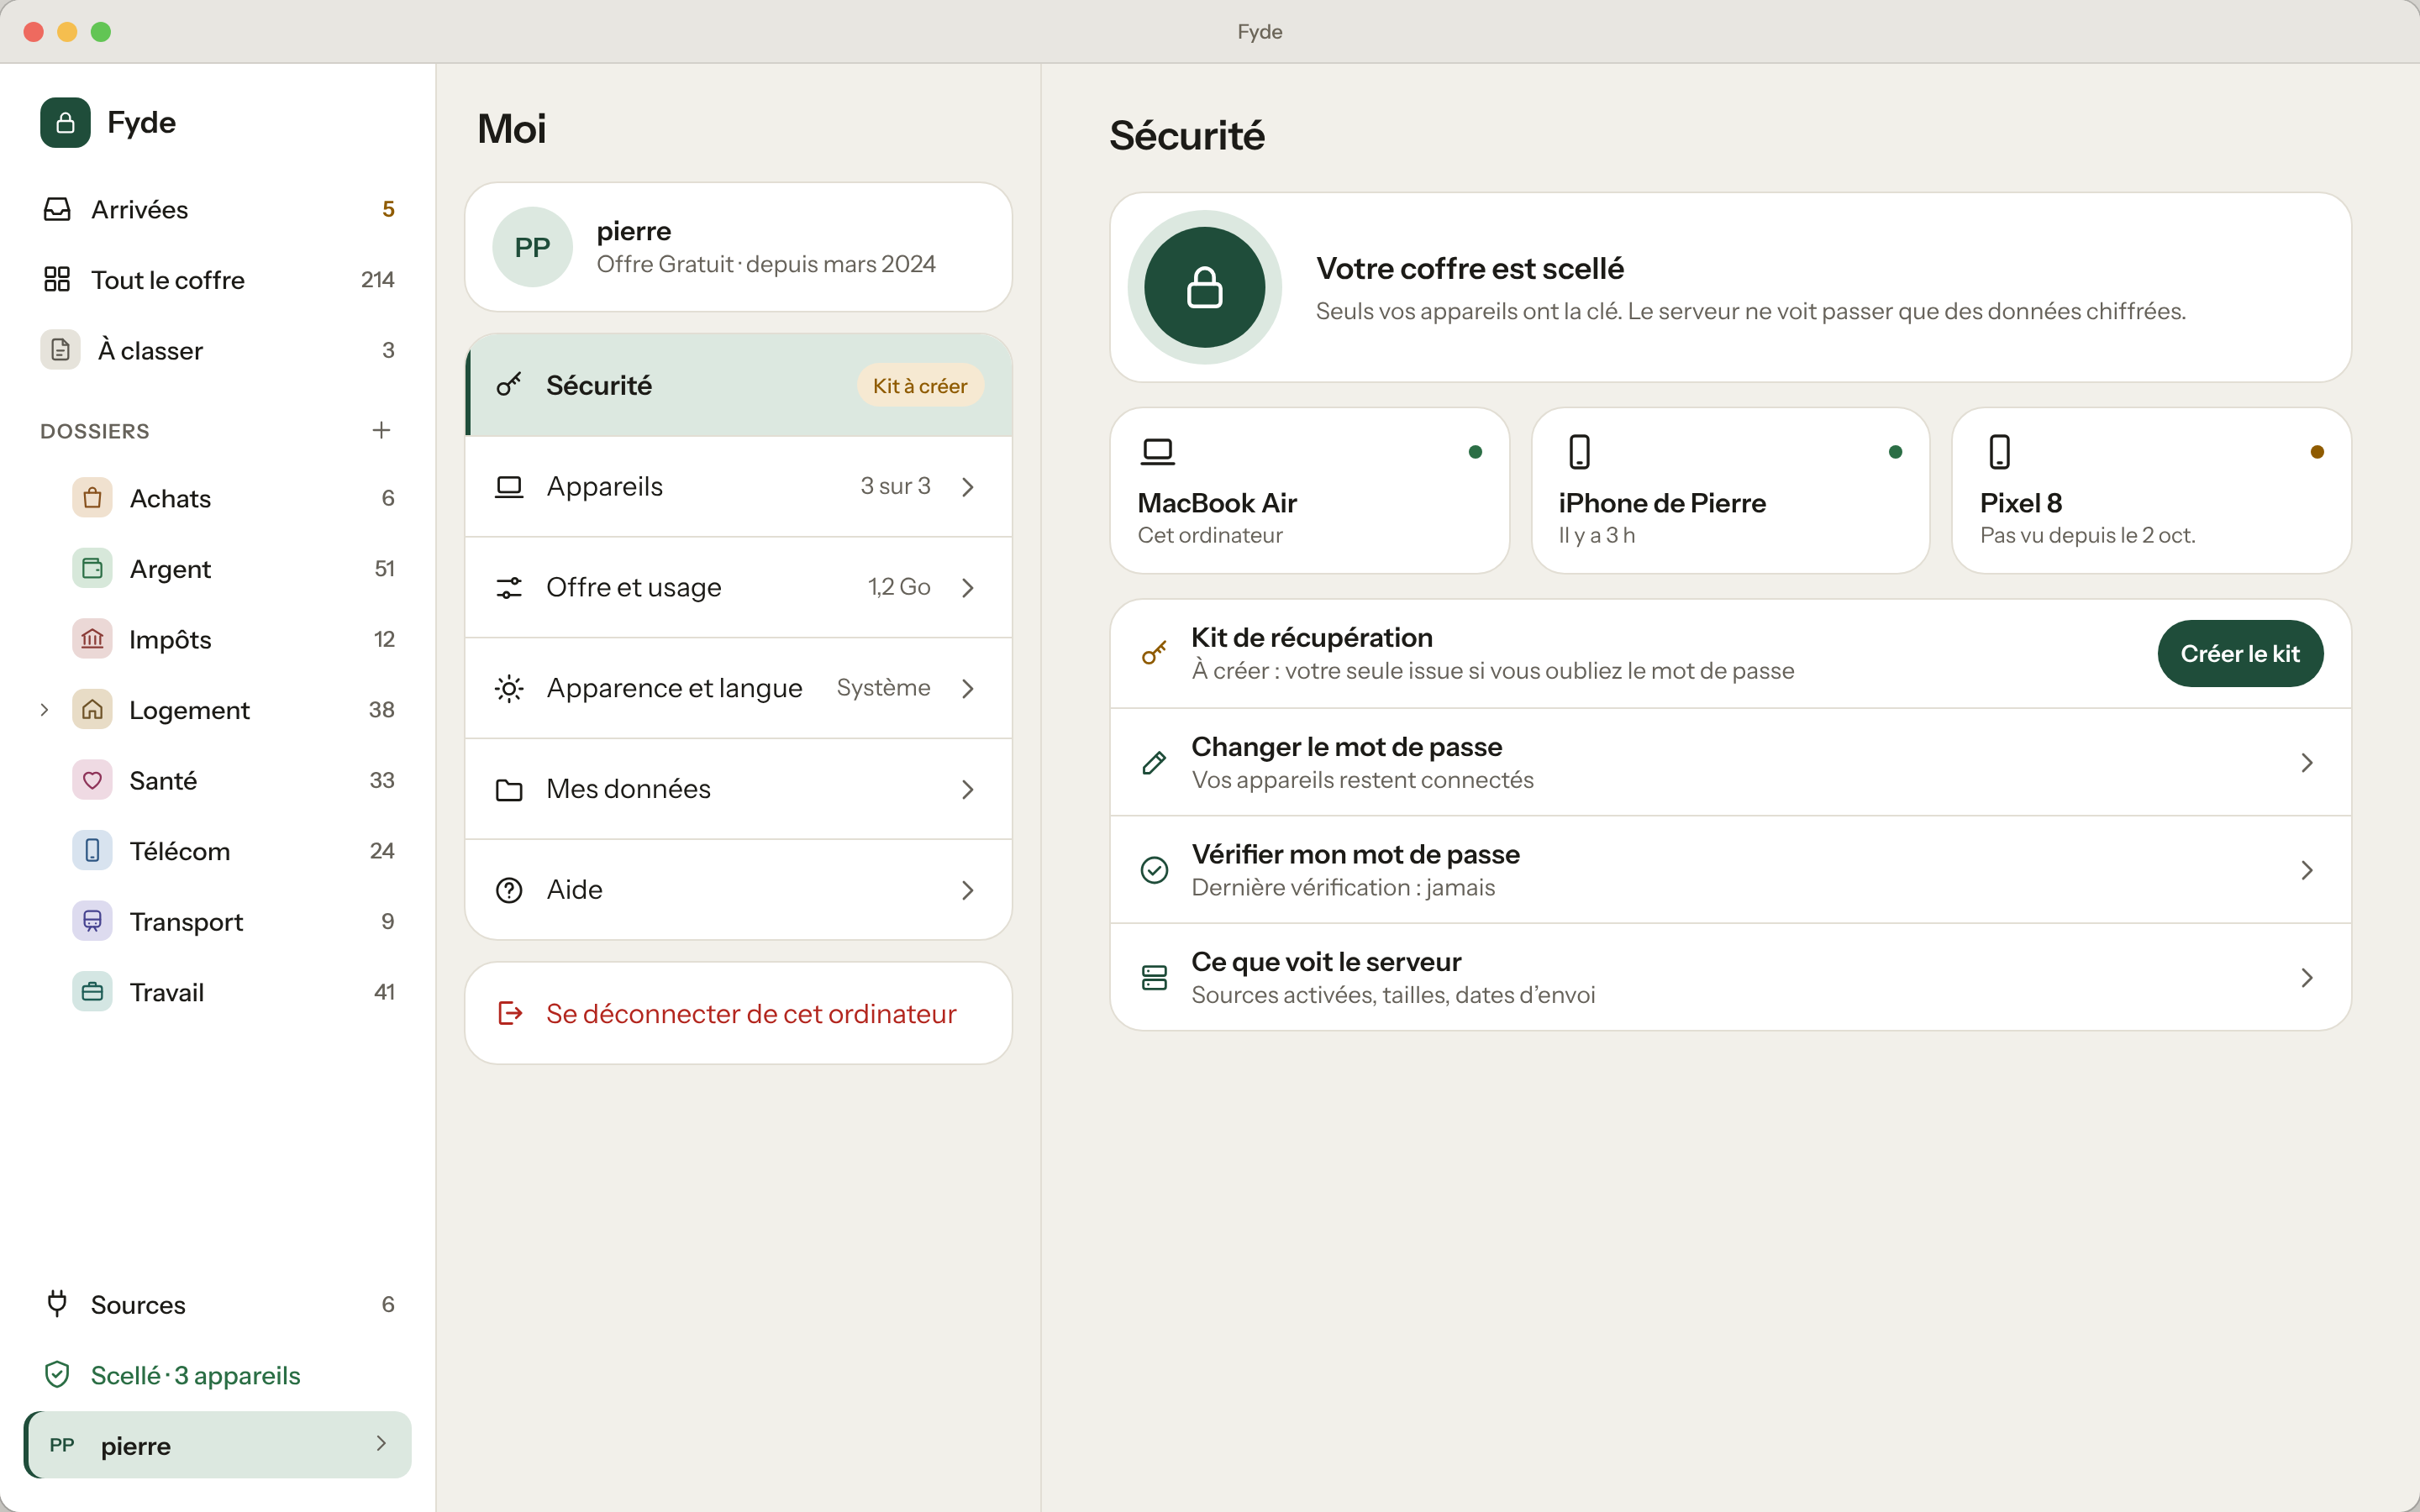 Fyde
Fyde
Arrivées 5
Tout le coffre 214
À classer 3
DOSSIERS
Achats 6
Argent 51
Impôts 12
Logement 38
Santé 33
Télécom 24
Transport 9
Travail 41
Sources 6
Scellé · 3 appareils
PP pierre
Moi
PP
pierre
Offre Gratuit · depuis mars 2024
Sécurité Kit à créer
Appareils 3 sur 3
Offre et usage 1,2 Go
Apparence et langue Système
Mes données
Aide
Se déconnecter de cet ordinateur
Sécurité
Votre coffre est scellé
Seuls vos appareils ont la clé. Le serveur ne voit passer que des données chiffrées.
MacBook Air
Cet ordinateur
iPhone de Pierre
Il y a 3 h
Pixel 8
Pas vu depuis le 2 oct.
Kit de récupération
À créer : votre seule issue si vous oubliez le mot de passe
Créer le kit
Changer le mot de passe
Vos appareils restent connectés
Vérifier mon mot de passe
Dernière vérification : jamais
Ce que voit le serveur
Sources activées, tailles, dates d’envoi